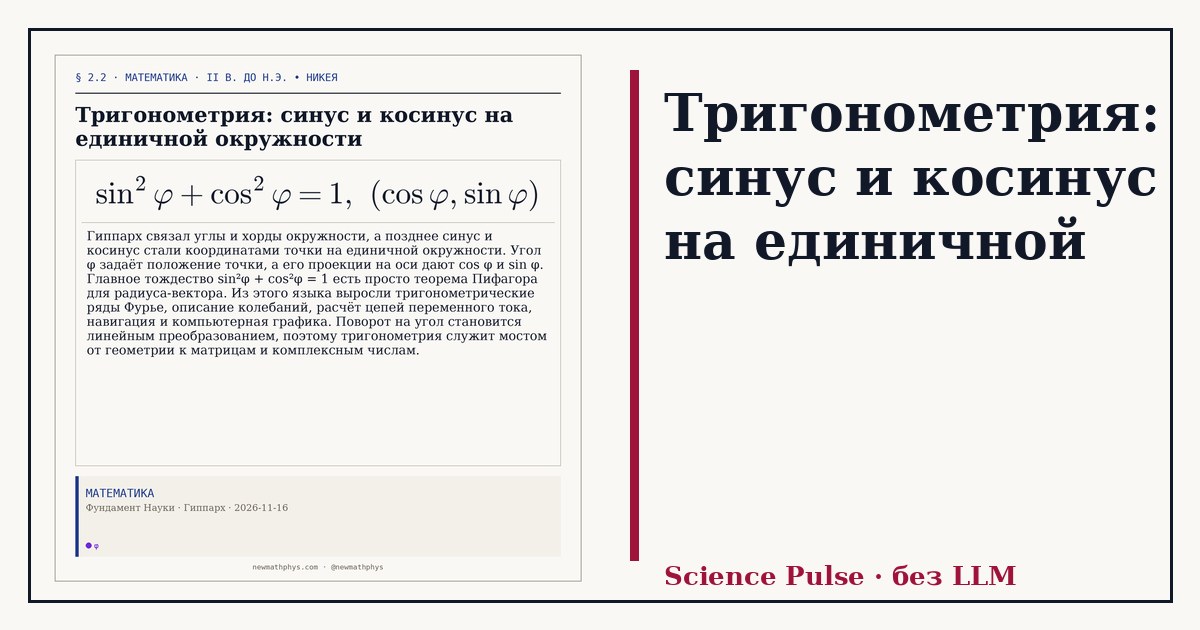 § 2.2 · МАТЕМАТИКА · II В. ДО Н.Э. • НИКЕЯ
Тригонометрия: синус и косинус на
единичной окружности
sin² φ + cos² φ = 1, (cos φ, sin φ)
Гиппарх связал углы и хорды окружности, а позднее синус и
косинус стали координатами точки на единичной окружности. Угол
φ задаёт положение точки, а его проекции на оси дают cos φ и sin φ.
Главное тождество sin²φ + cos²φ = 1 есть просто теорема Пифагора
для радиуса-вектора. Из этого языка выросли тригонометрические
ряды Фурье, описание колебаний, расчёт цепей переменного тока,
навигация и компьютерная графика. Поворот на угол становится
линейным преобразованием, поэтому тригонометрия служит мостом
от геометрии к матрицам и комплексным числам.
МАТЕМАТИКА
Фундамент Науки · Гиппарх · 2026-11-16
φ
newmathphys.com · @newmathphys
Тригонометрия:
синус и косинус
на единичной
Science Pulse · без LLM